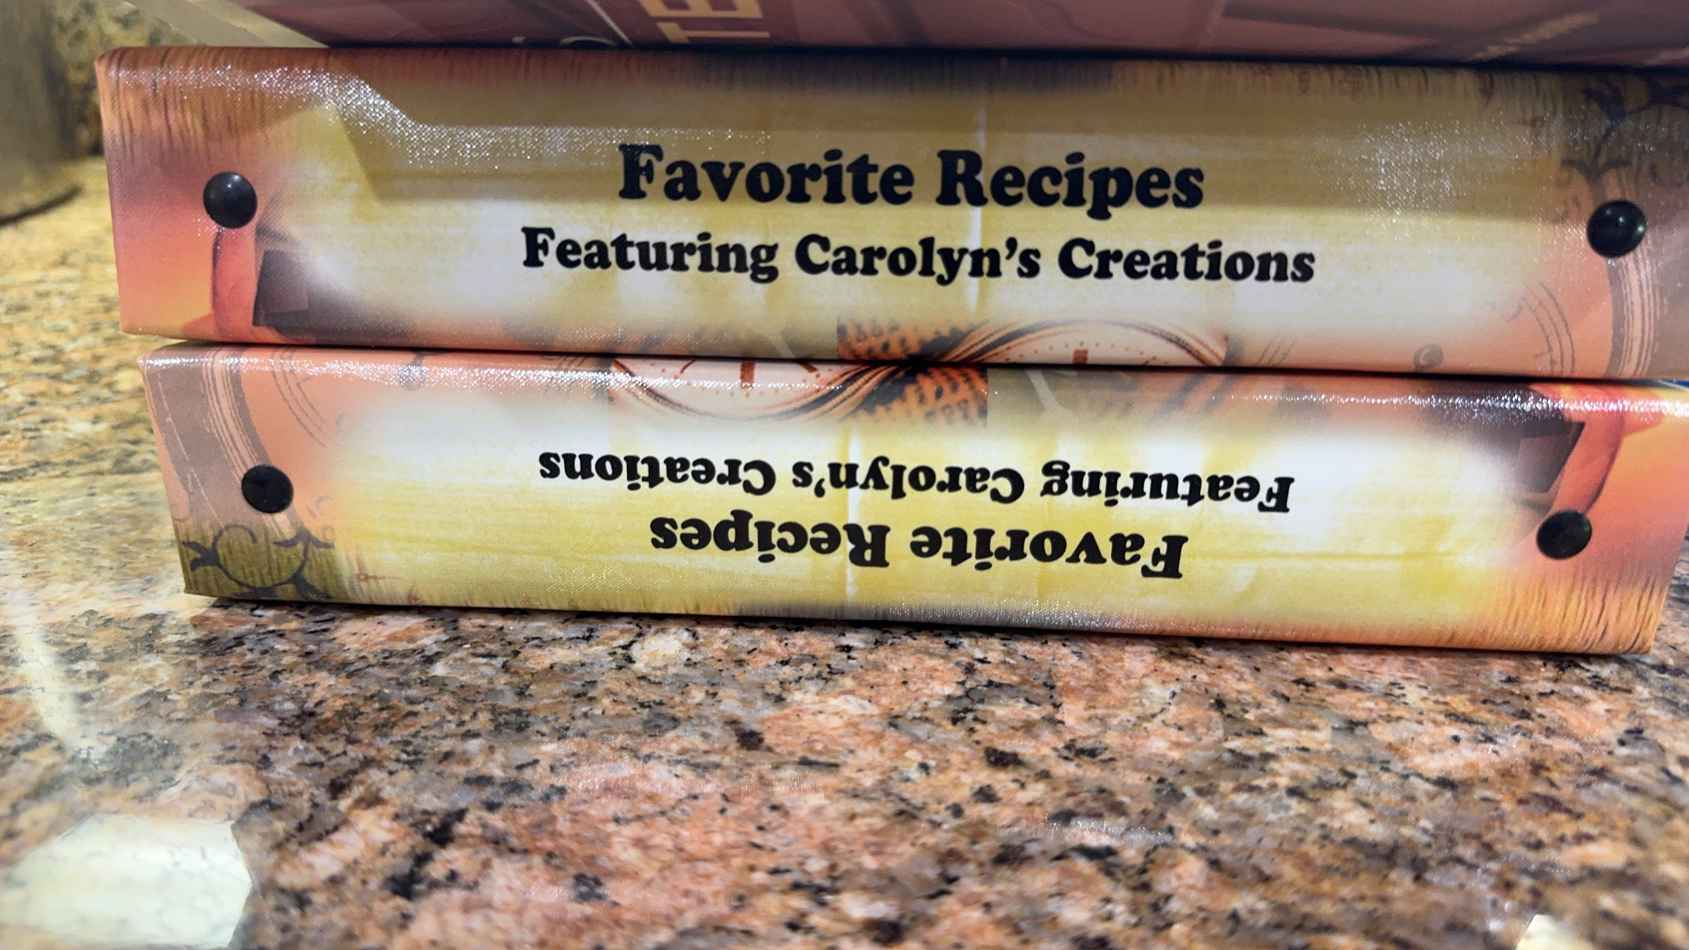 Favorite Recipes
Featuring Carolyn's Creations
Favorite Recipes
Featuring Carolyn's Creations